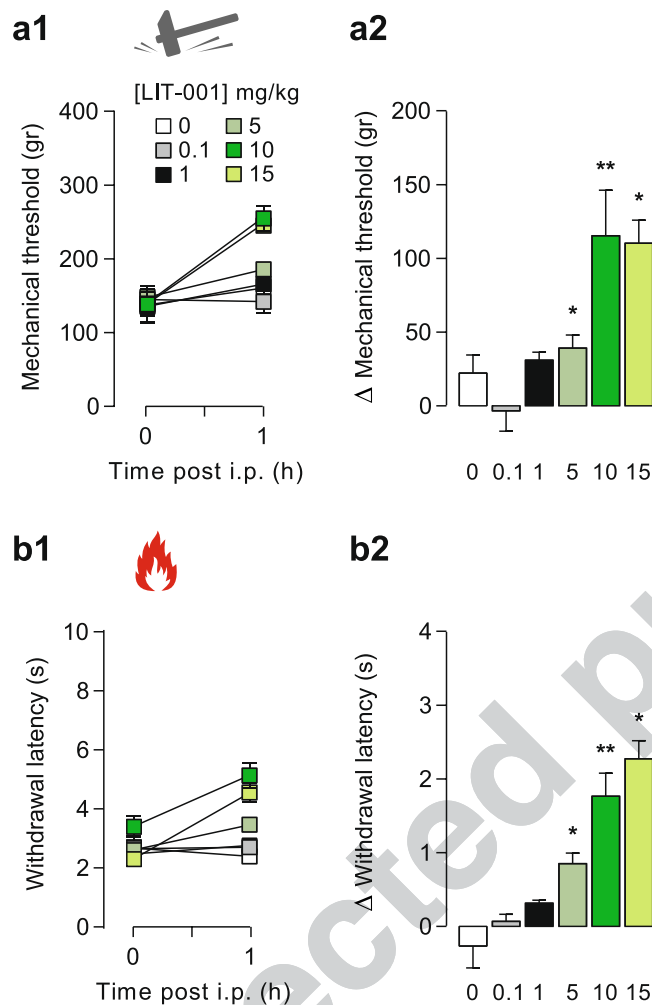 a1
[LIT-001] mg/kg
0 5
0.1 10
1 15
Mechanical threshold (gr)
400
300
200
100
0
0 1
Time post i.p. (h)
a2
Δ Mechanical threshold (gr)
200
150
100
50
0
* ** *
0 0.1 1 5 10 15
b1
Withdrawal latency (s)
10
8
6
4
2
0
0 1
Time post i.p. (h)
b2
Δ Withdrawal latency (s)
4
3
2
1
0
* ** *
0 0.1 1 5 10 15
ected p